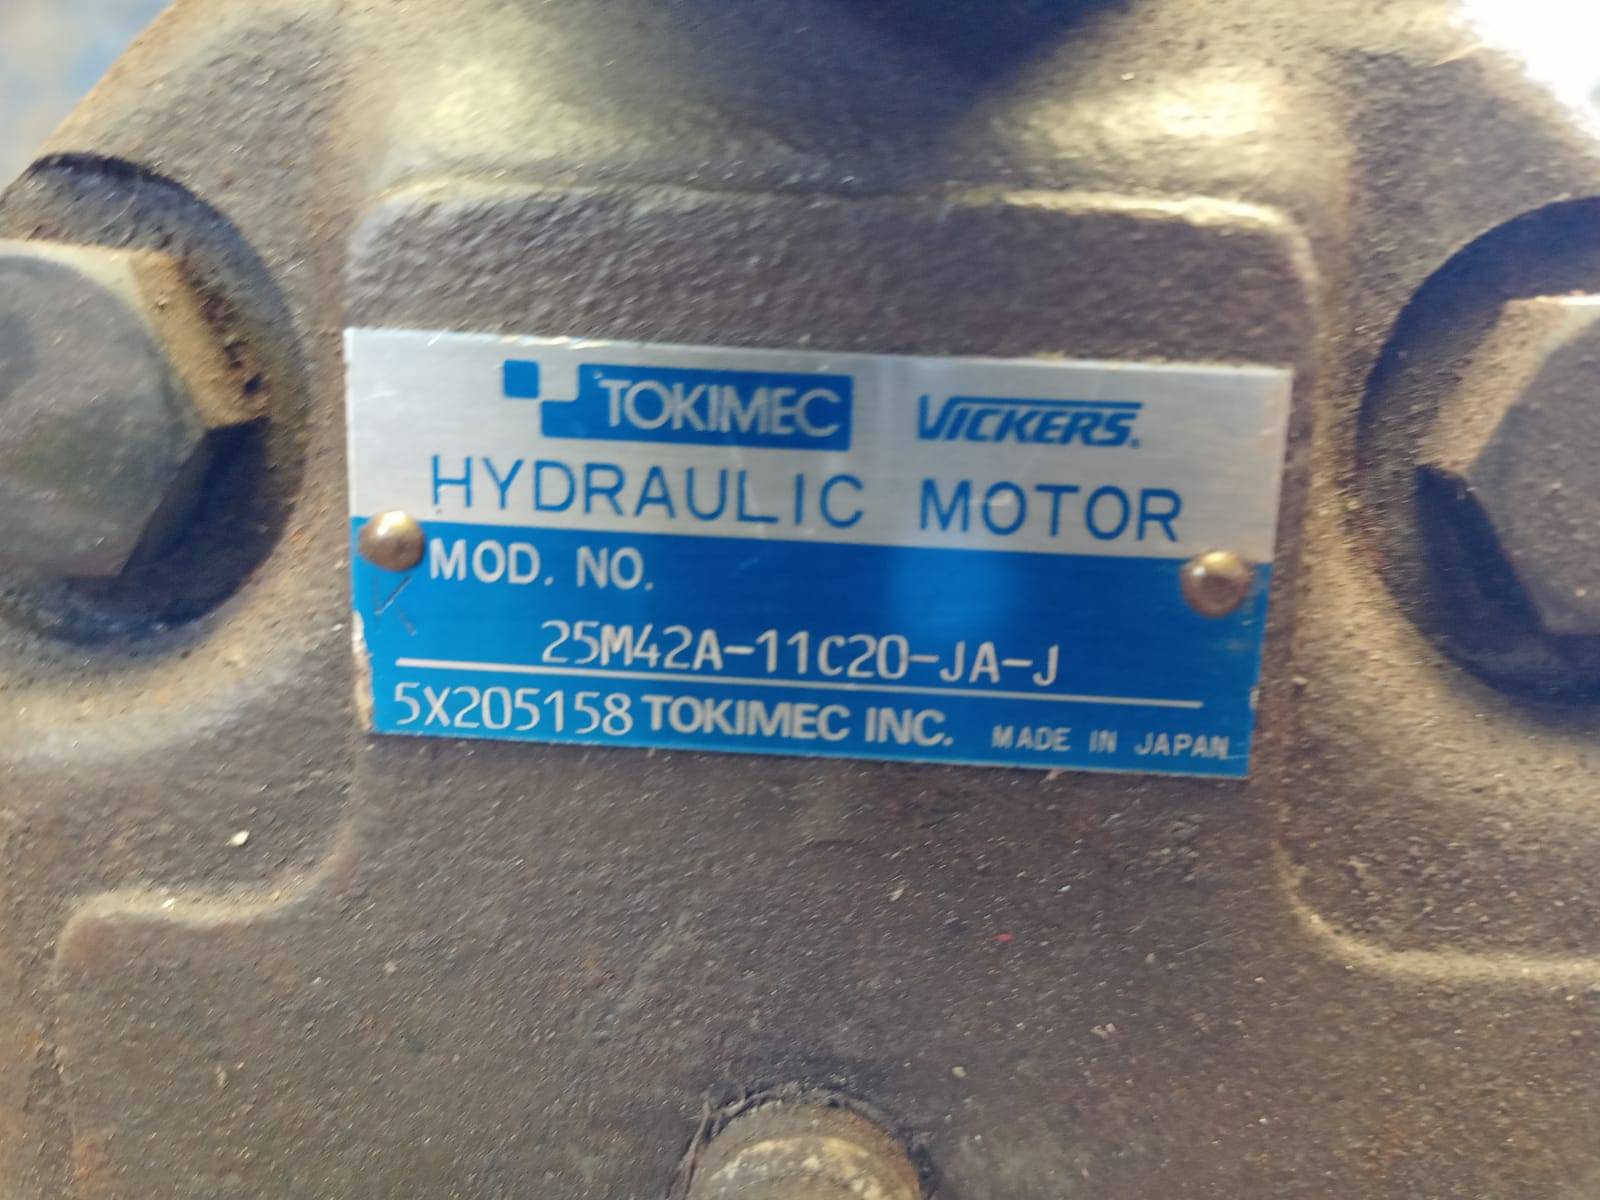 TOKIMEC VICKERS®
HYDRAULIC MOTOR
MOD. NO.
25M42A-11C20-JA-J
5X205158 TOKIMEC INC. MADE IN JAPAN